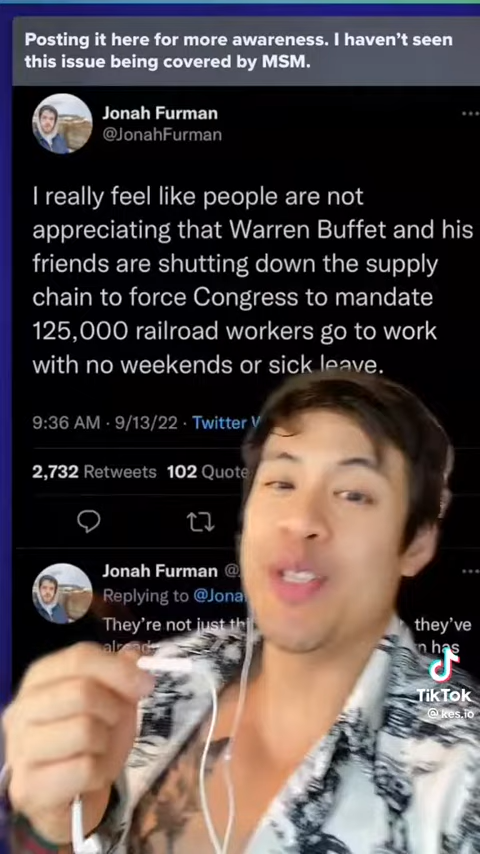 Posting it here for more awareness. I haven't seen
this issue being covered by MSM.
Jonah Furman
@JonahFurman
I really feel like people are not
appreciating that Warren Buffet and his
friends are shutting down the supply
chain to force Congress to mandate
125,000 railroad workers go to work
with no weekends or sick leave.
9:36 AM · 9/13/22 · Twitter
2,732 Retweets 102 Quote
Jonah Furman
Replying to @Jona
They're not just they've
has
TikTok
@kes.io